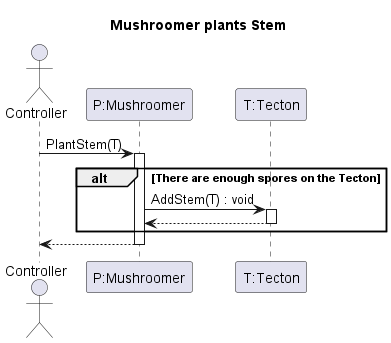 Mushroomer plants Stem
Controller
P:Mushroomer
T:Tecton
PlantStem(T)
alt
[There are enough spores on the Tecton]
AddStem(T) : void
Controller
P:Mushroomer
T:Tecton